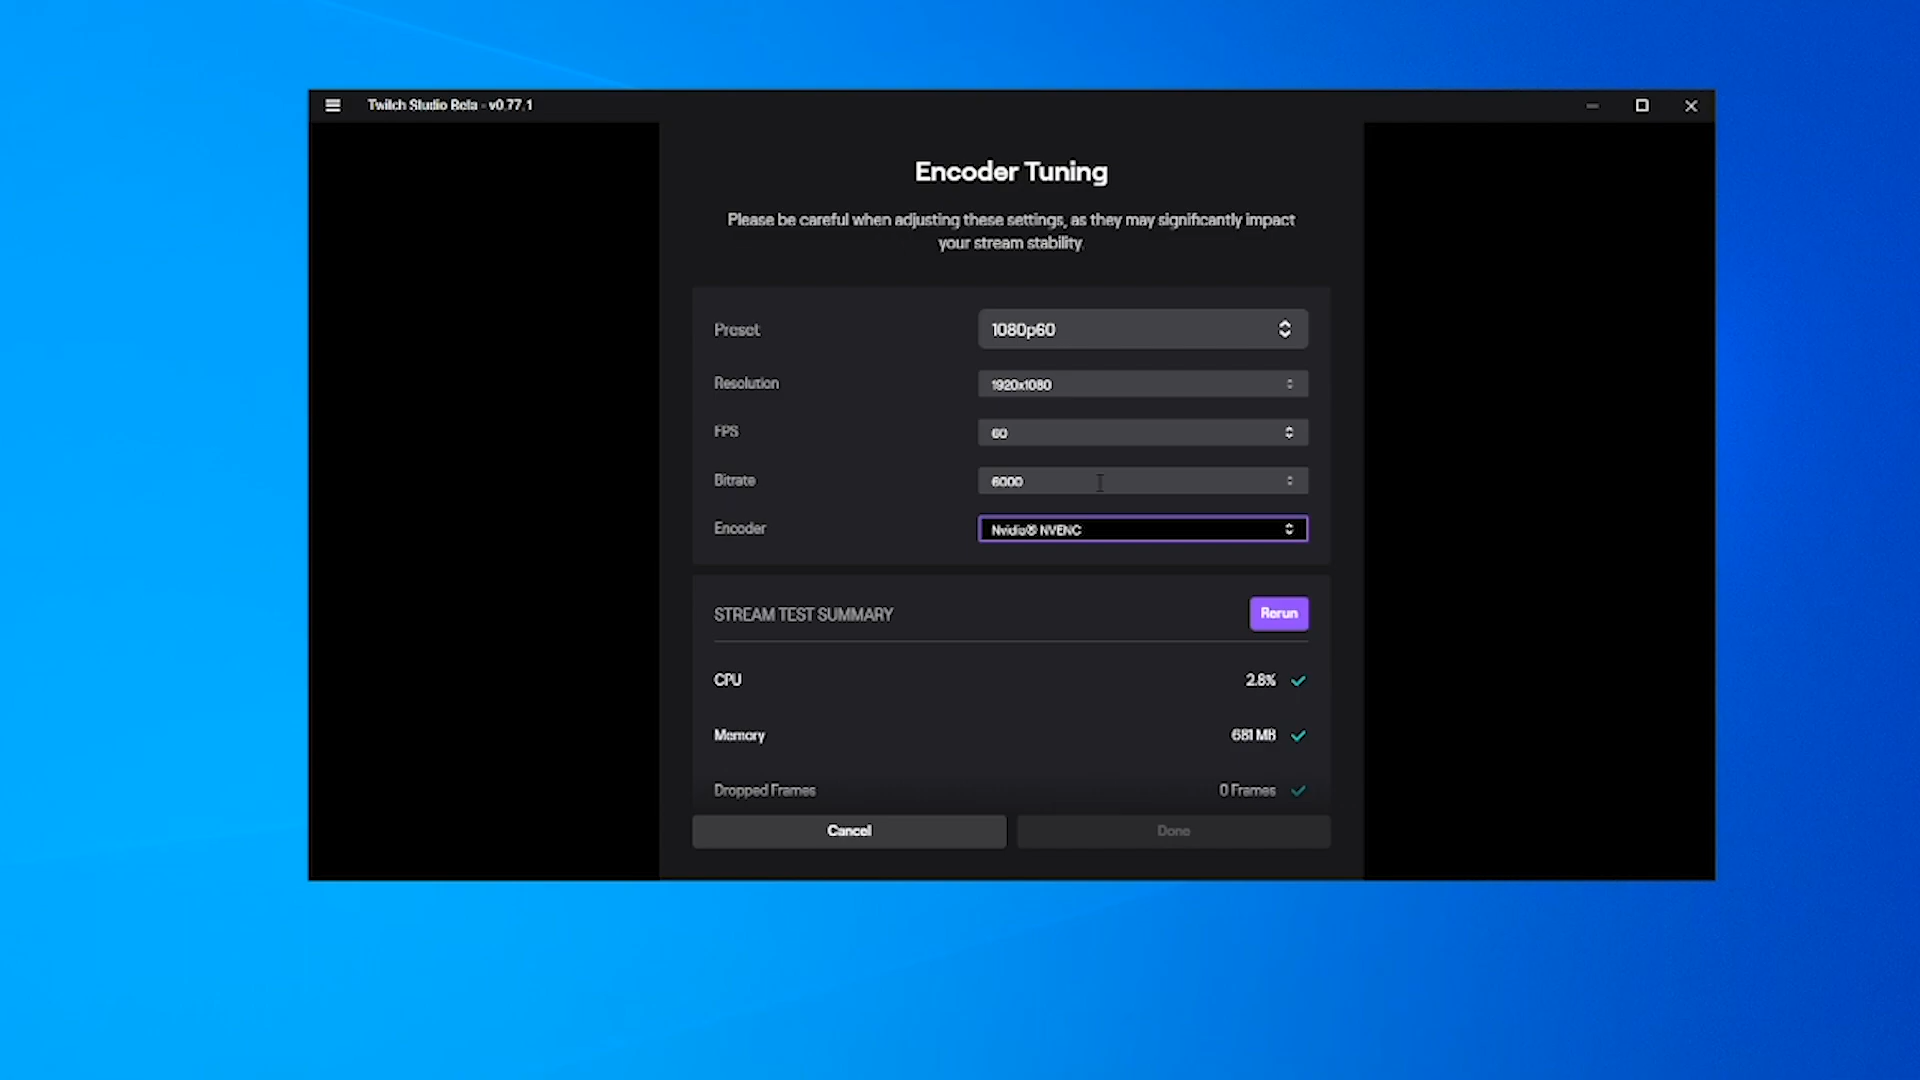 Twitch Studio Beta - v0.77.1
Encoder Tuning
Please be careful when adjusting these settings, as they may significantly impact
your stream stability.
Preset
1080p60
Resolution
1920x1080
FPS
60
Bitrate
6000
Encoder
Nvidia® NVENC
STREAM TEST SUMMARY
Rerun
CPU
2.8%
Memory
681 MB
Dropped Frames
0 Frames
Cancel
Done